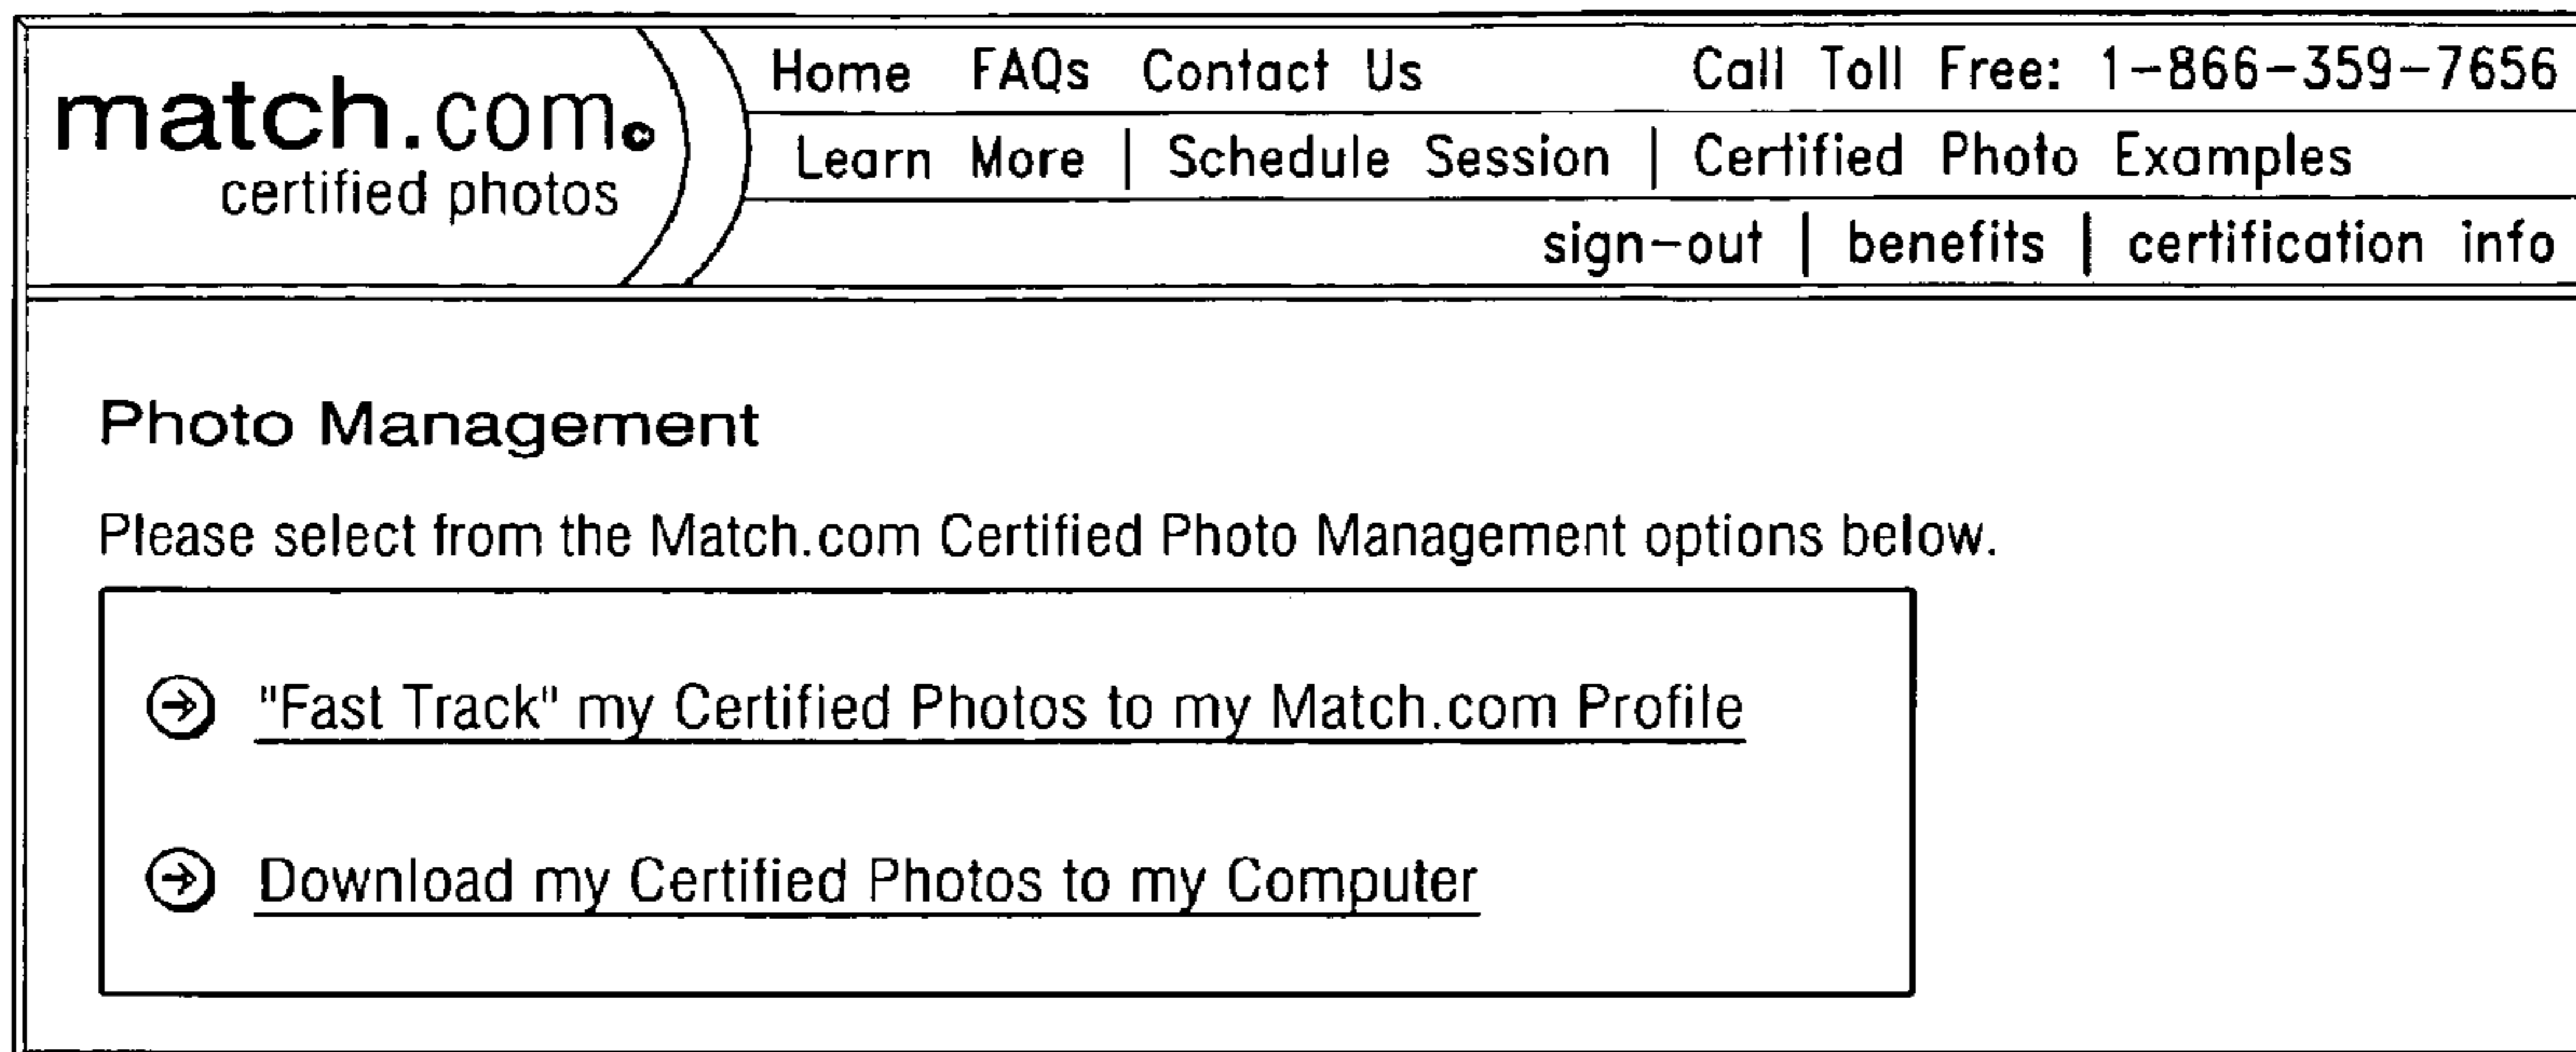 match.com©
certified photos
Home FAQs Contact Us Call Toll Free: 1-866-359-7656
Learn More | Schedule Session | Certified Photo Examples
sign-out | benefits | certification info
Photo Management
Please select from the Match.com Certified Photo Management options below.
"Fast Track" my Certified Photos to my Match.com Profile
Download my Certified Photos to my Computer